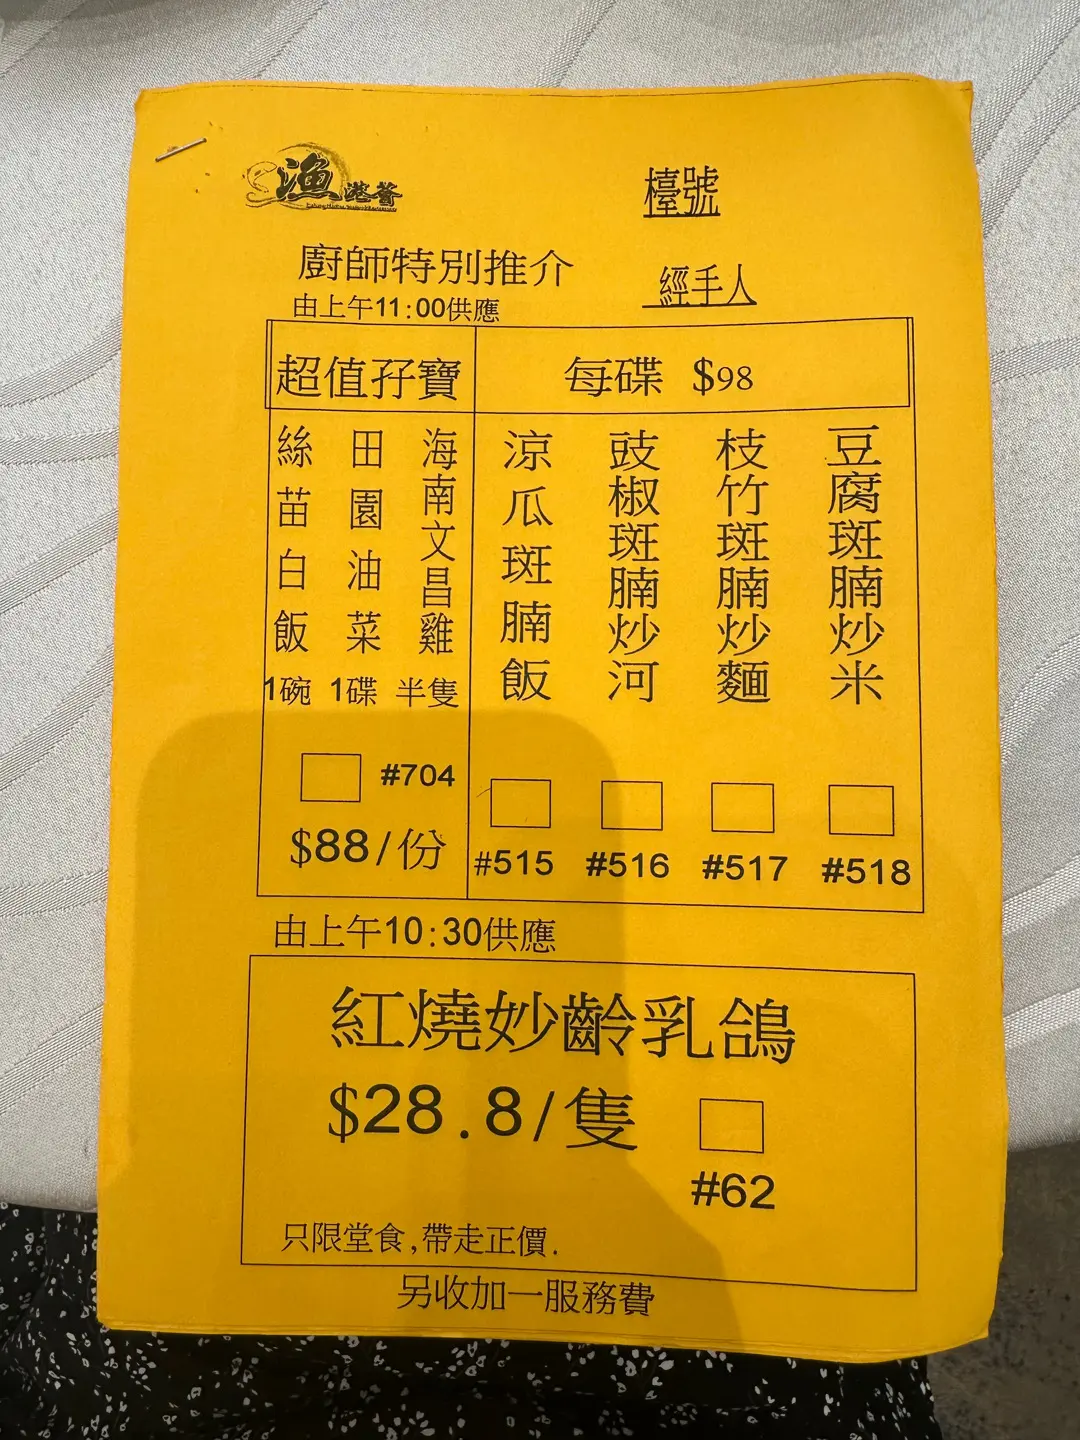 漁港薈
檯號
廚師特別推介
經手人
由上午11:00供應
超值孖寶
每碟 $98
海南文昌雞 半隻
田園油菜 1碟
絲苗白飯 1碗
#704
$88/份
豆腐斑腩炒米
#518
枝竹斑腩炒麵
#517
豉椒斑腩炒河
#516
涼瓜斑腩飯
#515
由上午10:30供應
紅燒妙齡乳鴿
$28.8/隻
#62
只限堂食,帶走正價.
另收加一服務費